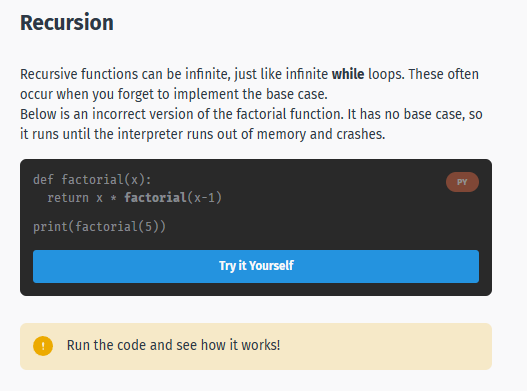 Recursion
Recursive functions can be infinite, just like infinite while loops. These often
occur when you forget to implement the base case.
Below is an incorrect version of the factorial function. It has no base case, so
it runs until the interpreter runs out of memory and crashes.
def factorial(x):
PY
  return x * factorial(x-1)
print(factorial(5))
Try it Yourself
! Run the code and see how it works!